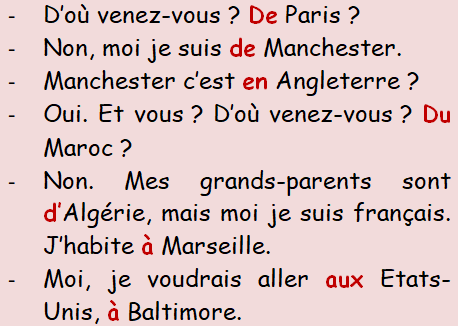 - D'où venez-vous ? De Paris ?
- Non, moi je suis de Manchester.
- Manchester c'est en Angleterre ?
- Oui. Et vous ? D'où venez-vous ? Du
Maroc ?
- Non. Mes grands-parents sont
d'Algérie, mais moi je suis français.
J'habite à Marseille.
- Moi, je voudrais aller aux Etats-
Unis, à Baltimore.